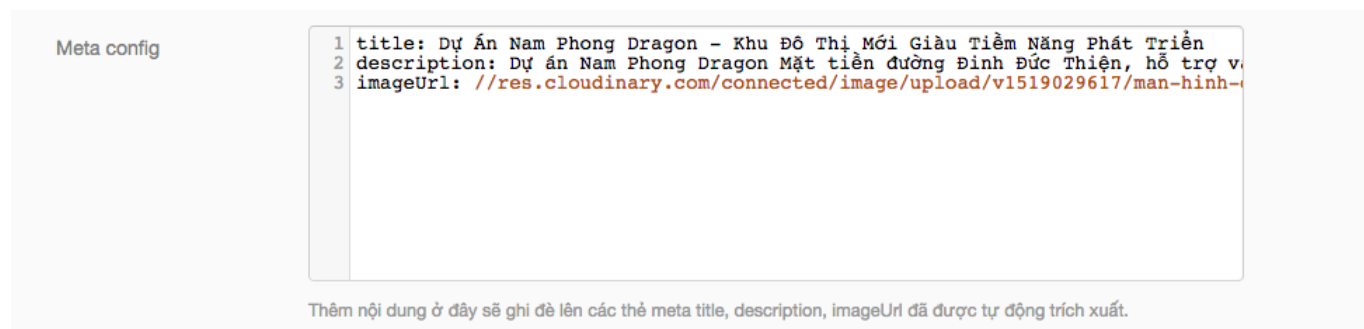 Meta config
1 title: Dự Án Nam Phong Dragon – Khu Đô Thị Mới Giàu Tiềm Năng Phát Triển
2 description: Dự án Nam Phong Dragon Mặt tiền đường Đinh Đức Thiện, hỗ trợ
3 imageUrl: //res.cloudinary.com/connected/image/upload/v1519029617/man-hinh-
Thêm nội dung ở đây sẽ ghi đè lên các thẻ meta title, description, imageUrl đã được tự động trích xuất.